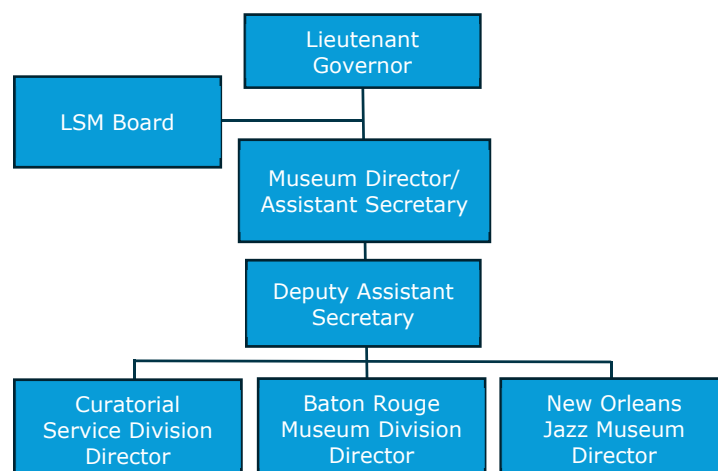 Lieutenant
Governor
LSM Board
Museum Director/
Assistant Secretary
Deputy Assistant
Secretary
Curatorial
Service Division
Director
Baton Rouge
Museum Division
Director
New Orleans
Jazz Museum
Director